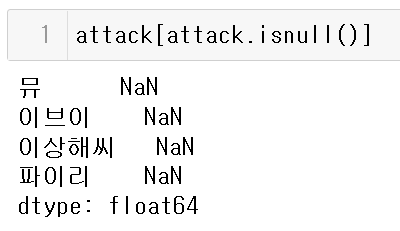 1 attack[attack.isnull()]
뮤 NaN
이브이 NaN
이상해씨 NaN
파이리 NaN
dtype: float64